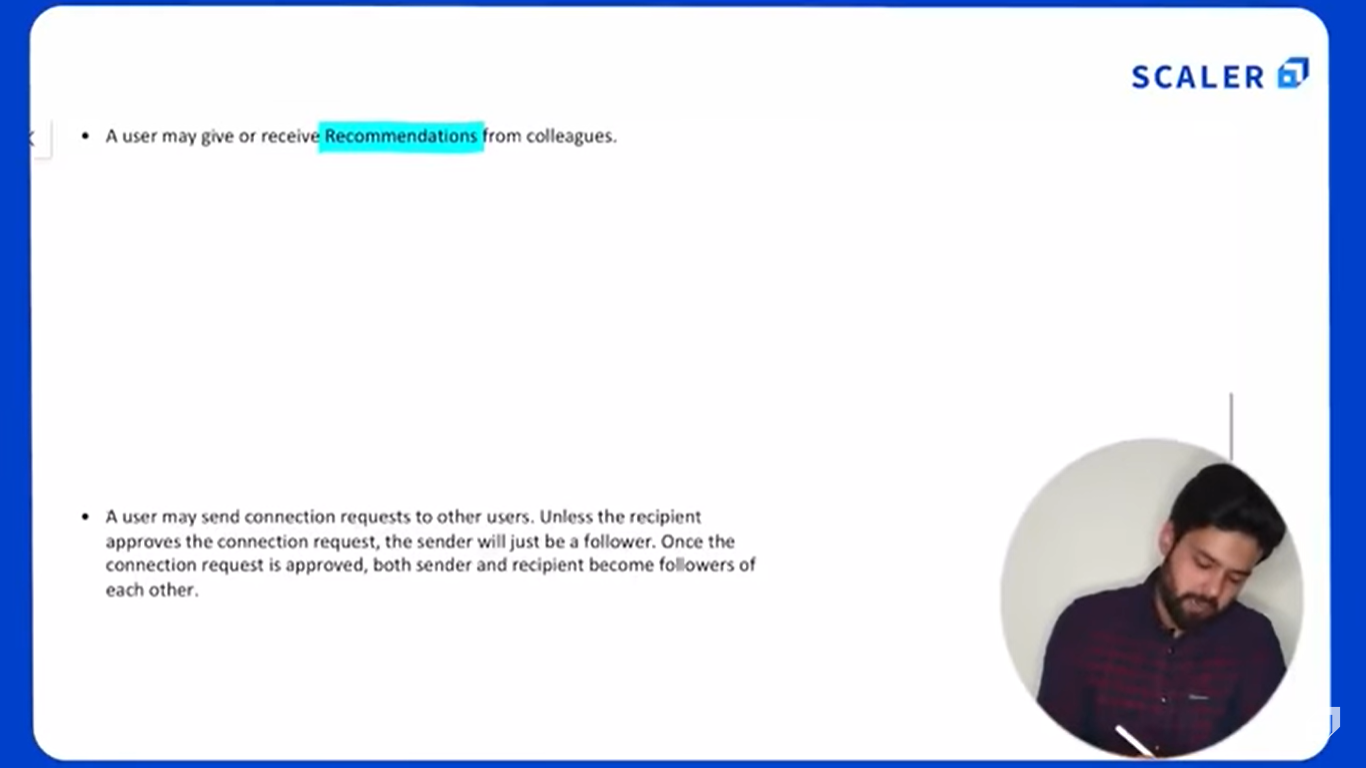 SCALER
• A user may give or receive Recommendations from colleagues.
• A user may send connection requests to other users. Unless the recipient
approves the connection request, the sender will just be a follower. Once the
connection request is approved, both sender and recipient become followers of
each other.